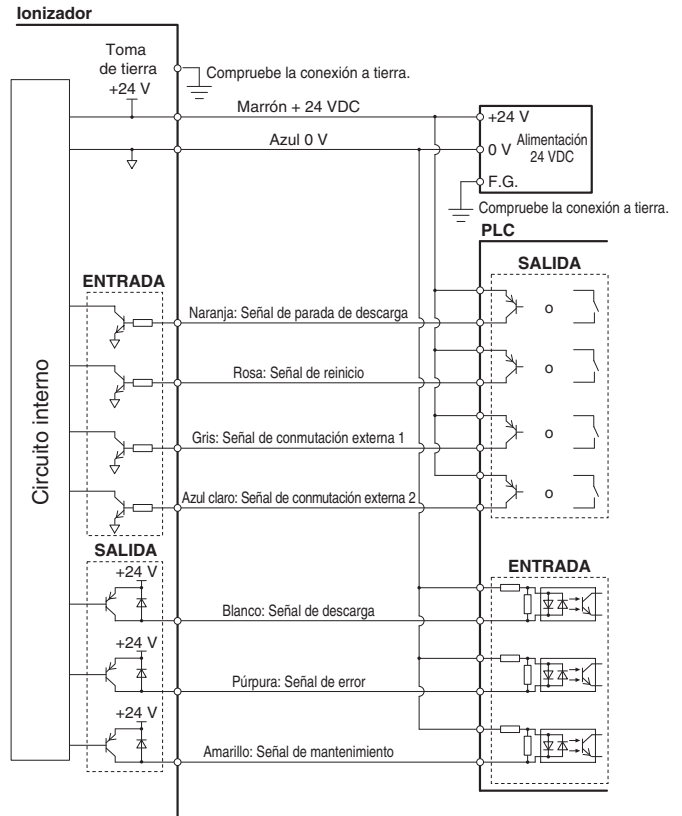 Ionizador
Toma
de tierra
+24 V
Compruebe la conexión a tierra.
Marrón + 24 VDC
Azul 0 V
+24 V
0 V
Alimentación
24 VDC
F.G.
Compruebe la conexión a tierra.
PLC
SALIDA
ENTRADA
Circuito interno
Naranja: Señal de parada de descarga
o
Rosa: Señal de reinicio
o
Gris: Señal de conmutación externa 1
o
Azul claro: Señal de conmutación externa 2
o
SALIDA
+24 V
ENTRADA
Blanco: Señal de descarga
+24 V
Púrpura: Señal de error
+24 V
Amarillo: Señal de mantenimiento